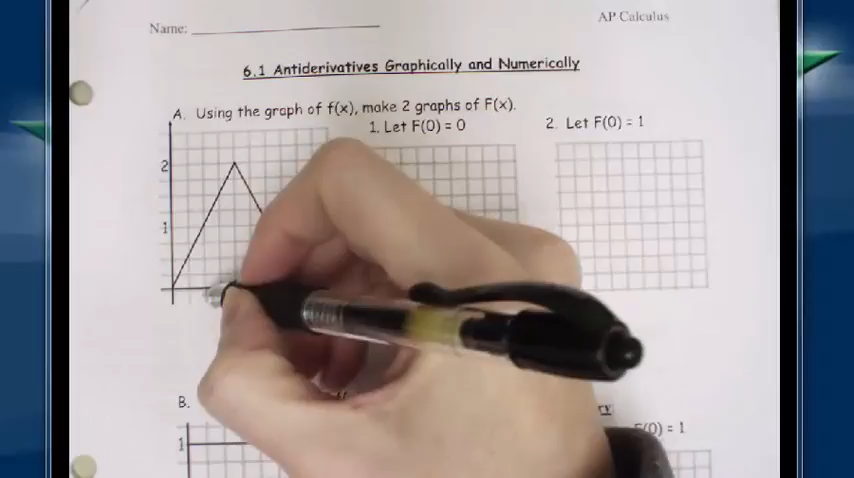 Name:
AP Calculus
6.1 Antiderivatives Graphically and Numerically
A. Using the graph of f(x), make 2 graphs of F(x).
1. Let F(0) = 0
2. Let F(0) = 1
2
1
B.
F(0) = 1
1